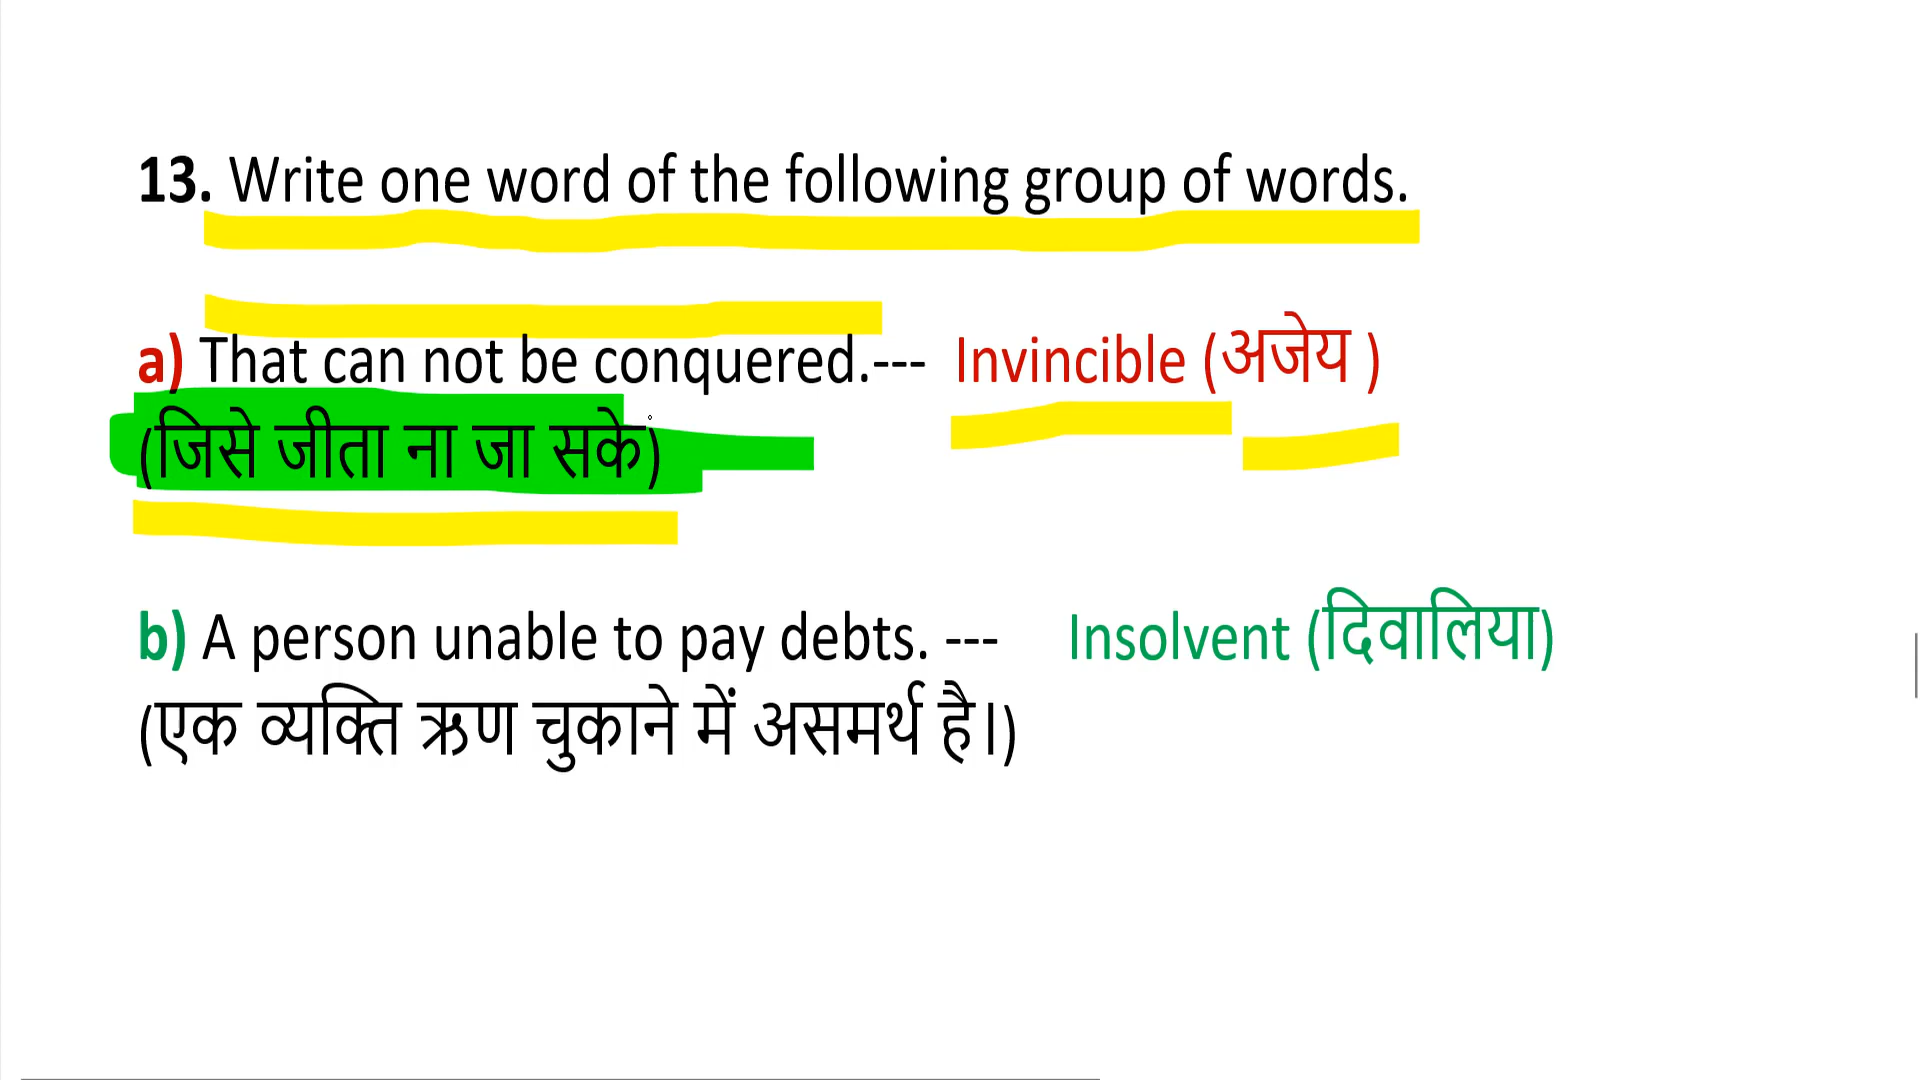 13. Write one word of the following group of words.
a) That can not be conquered.--- Invincible (अजेय )
(जिसे जीता ना जा सके)
b) A person unable to pay debts. --- Insolvent (दिवालिया)
(एक व्यक्ति ऋण चुकाने में असमर्थ है।)